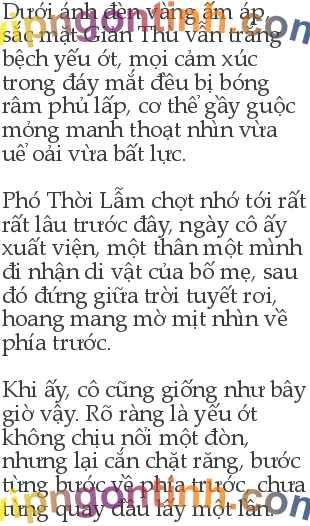 Dưới ánh đèn vàng ấm áp,
sắc mặt Giản Thu vẫn trắng
bệch yếu ớt, mọi cảm xúc
trong đáy mắt đều bị bóng
râm phủ lấp, cơ thể gầy guộc
mỏng manh thoạt nhìn vừa
uể oải vừa bất lực.
Phó Thời Lẫm chợt nhớ tới rất
rất lâu trước đây, ngày cô ấy
xuất viện, một thân một mình
đi nhận di vật của bố mẹ, sau
đó đứng giữa trời tuyết rơi,
hoang mang mờ mịt nhìn về
phía trước.
Khi ấy, cô cũng giống như bây
giờ vậy. Rõ ràng là yếu ớt
không chịu nổi một đòn,
nhưng lại cắn chặt răng, bước
từng bước về phía trước, chưa
từng quay đầu lấy một lần.
vipngontinh.com
vipngontinh.com